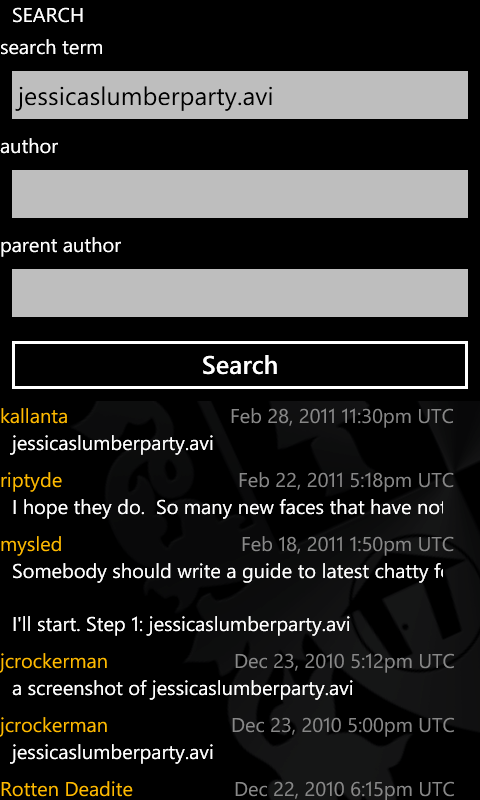 SEARCH
search term
jessicaslumberparty.avi
author
parent author
Search
kallanta Feb 28, 2011 11:30pm UTC
jessicaslumberparty.avi
riptyde Feb 22, 2011 5:18pm UTC
I hope they do.  So many new faces that have not
mysled Feb 18, 2011 1:50pm UTC
Somebody should write a guide to latest chatty
I'll start. Step 1: jessicaslumberparty.avi
jcrockerman Dec 23, 2010 5:12pm UTC
a screenshot of jessicaslumberparty.avi
jcrockerman Dec 23, 2010 5:00pm UTC
jessicaslumberparty.avi
Rotten Deadite Dec 22, 2010 6:15pm UTC